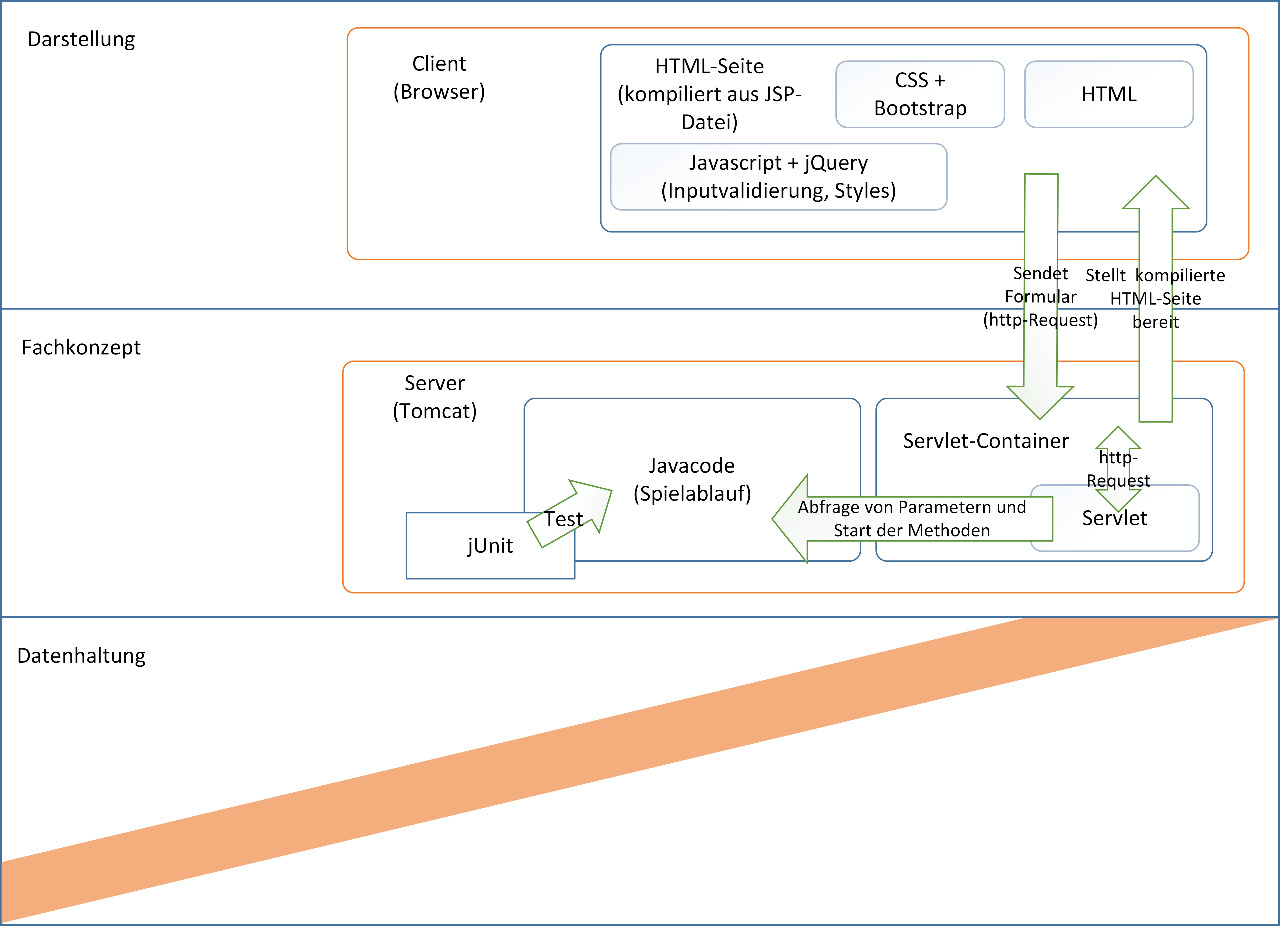 Darstellung
Client
(Browser)
HTML-Seite
(kompiliert aus JSP-
Datei)
CSS +
Bootstrap
HTML
Javascript + jQuery
(Inputvalidierung, Styles)
Sendet
Formular
(http-Request)
Stellt kompilierte
HTML-Seite
bereit
Fachkonzept
Server
(Tomcat)
Javacode
(Spielablauf)
Servlet-Container
http-
Request
Abfrage von Parametern und
Start der Methoden
Servlet
Test
jUnit
Datenhaltung